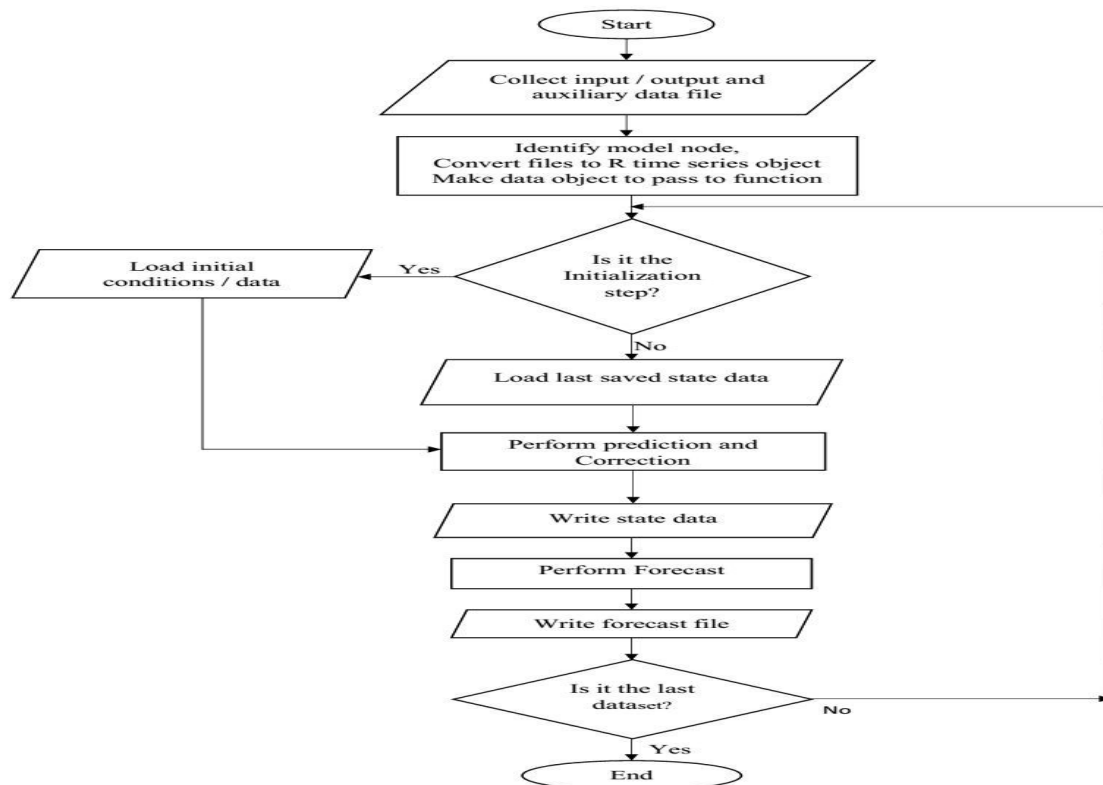 Start
Collect input / output and
auxiliary data file
Identify model node,
Convert files to R time series object
Make data object to pass to function
Is it the
Initialization
step?
Yes
Load initial
conditions / data
No
Load last saved state data
Perform prediction and
Correction
Write state data
Perform Forecast
Write forecast file
Is it the last
dataset?
No
Yes
End